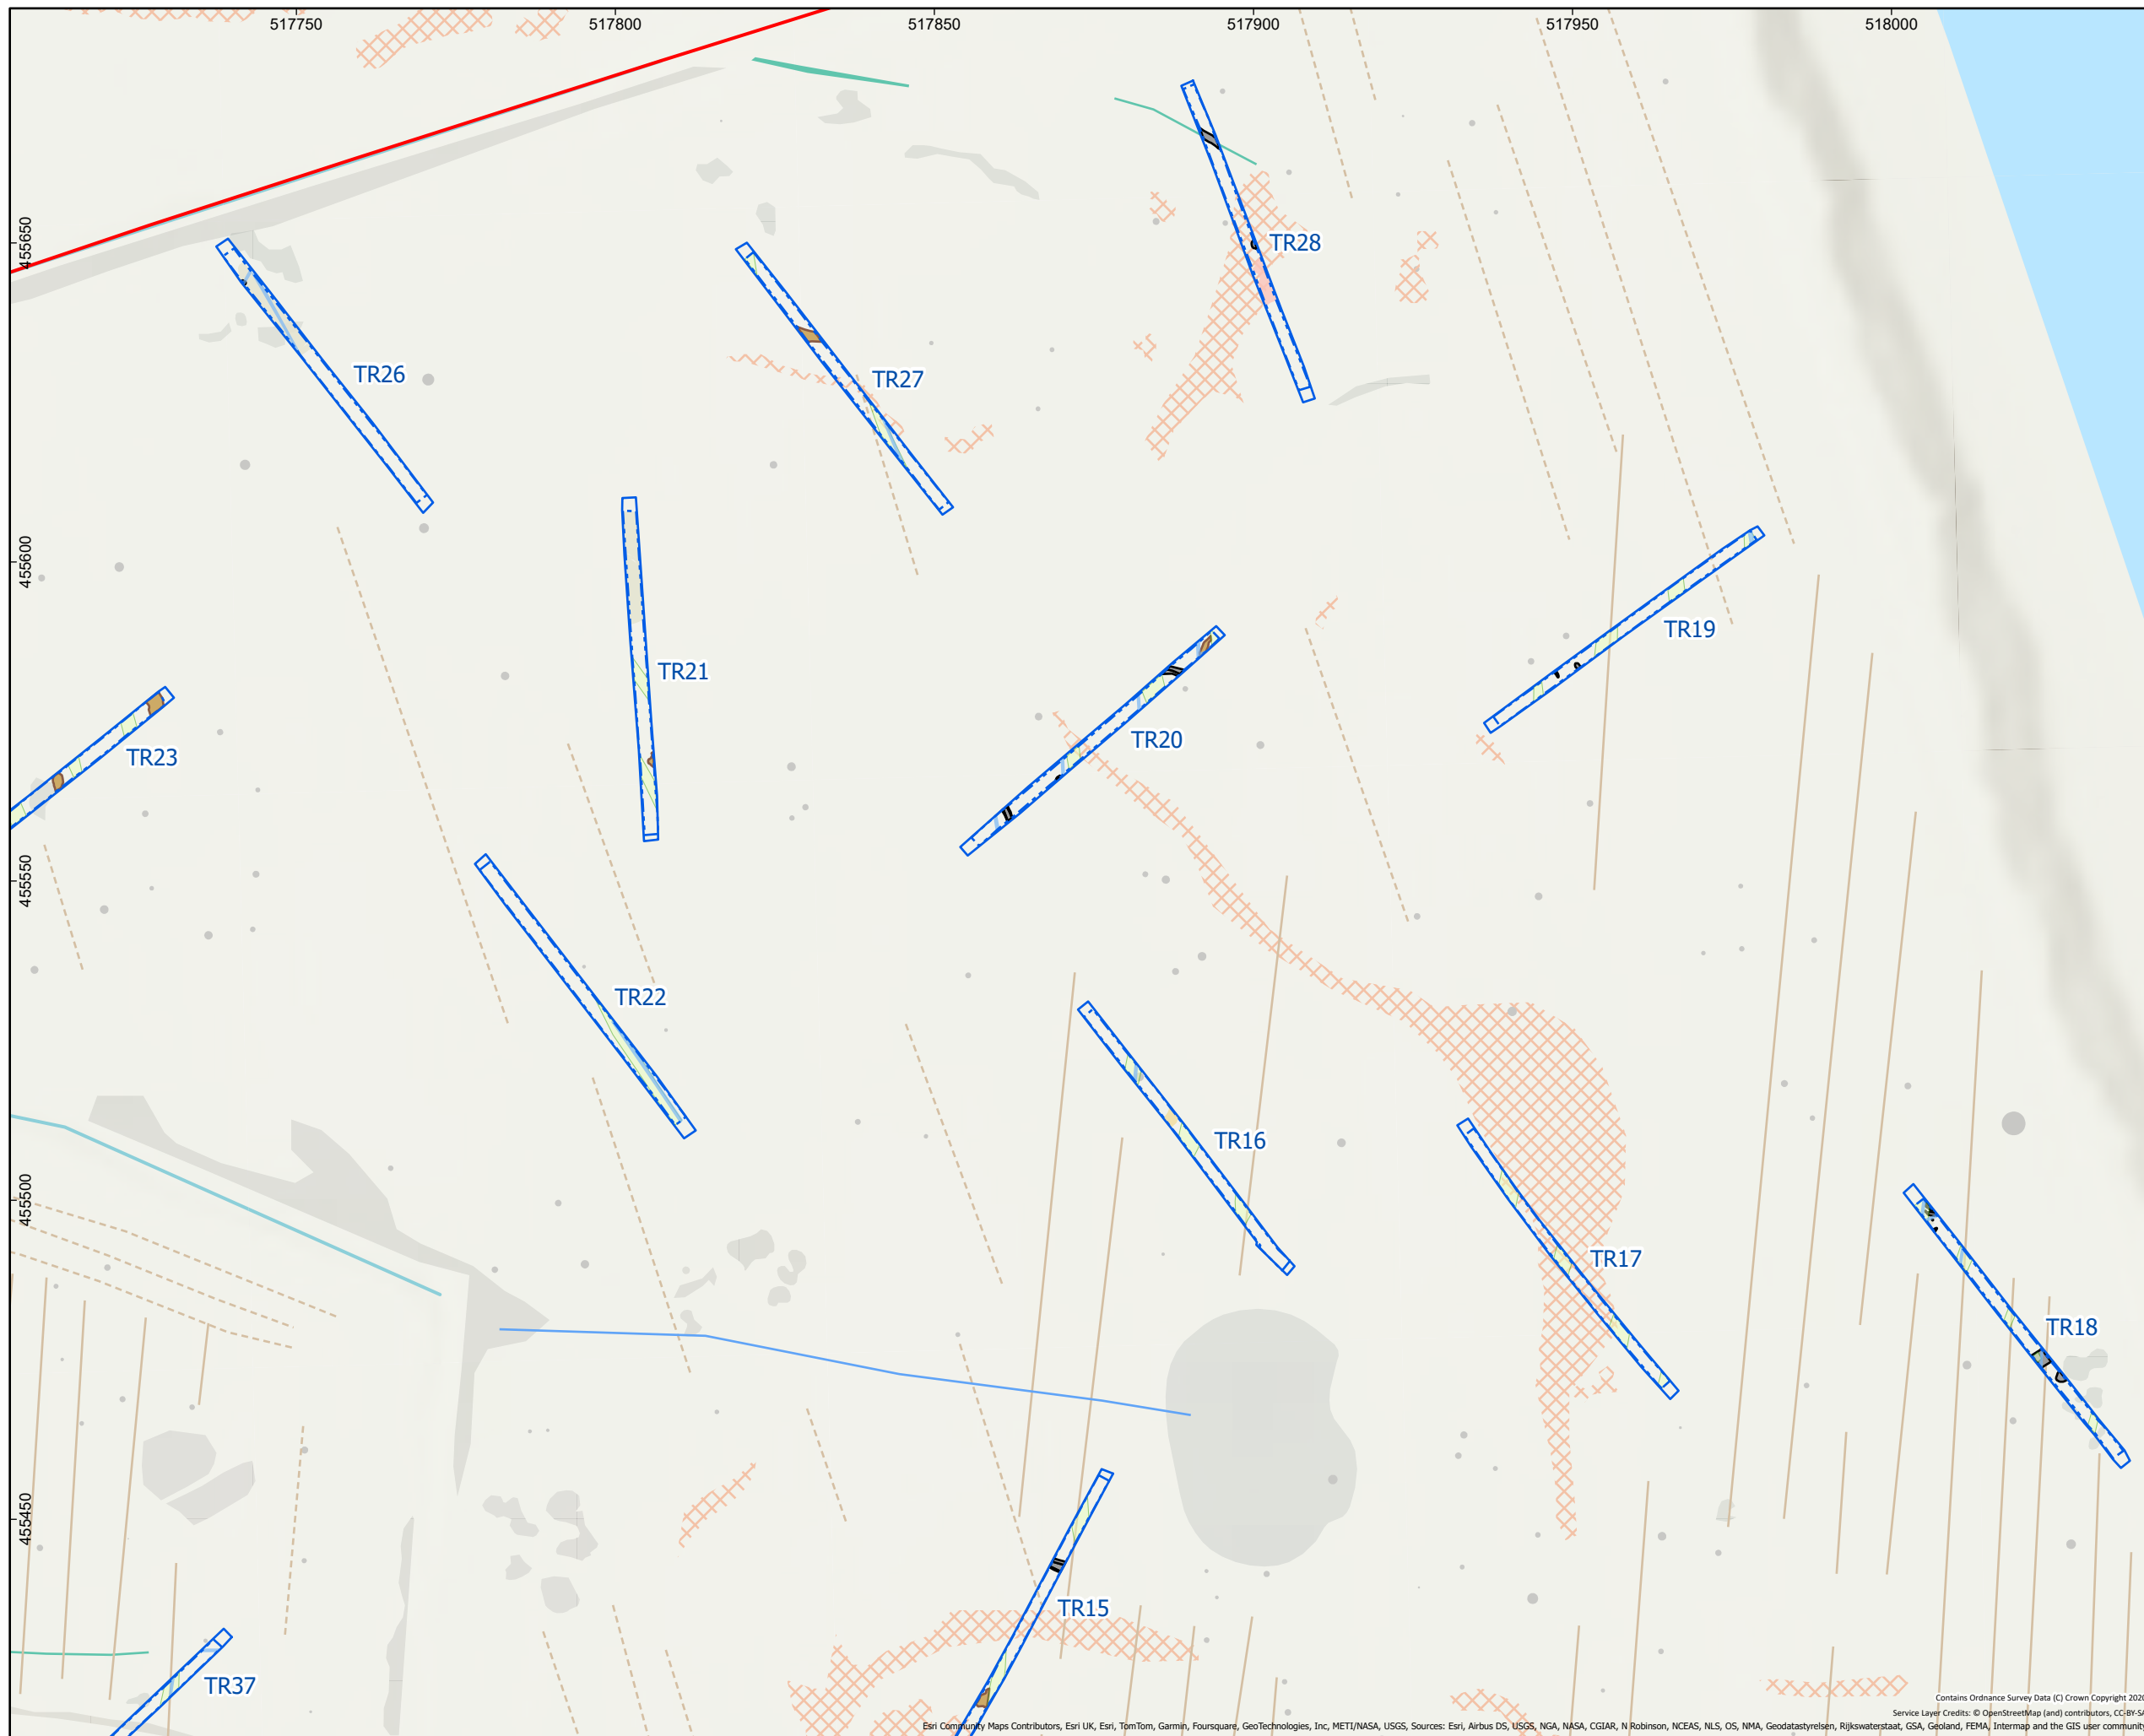 517750
517800
517850
517900
517950
518000
455650
455600
455550
455500
455450
TR28
TR26
TR27
TR19
TR21
TR20
TR23
TR22
TR16
TR17
TR18
TR15
TR37
Contains Ordnance Survey Data (C) Crown Copyright 2020
Service Layer Credits: © OpenStreetMap (and) contributors, CC-BY-SA
Esri Community Maps Contributors, Esri UK, Esri, TomTom, Garmin, Foursquare, GeoTechnologies, Inc, METI/NASA, USGS, Sources: Esri, Airbus DS, USGS, NGA, NASA, CGIAR, N Robinson, NCEAS, NLS, OS, NMA, Geodatastyrelsen, Rijkswaterstaat, GSA, Geoland, FEMA, Intermap and the GIS user community